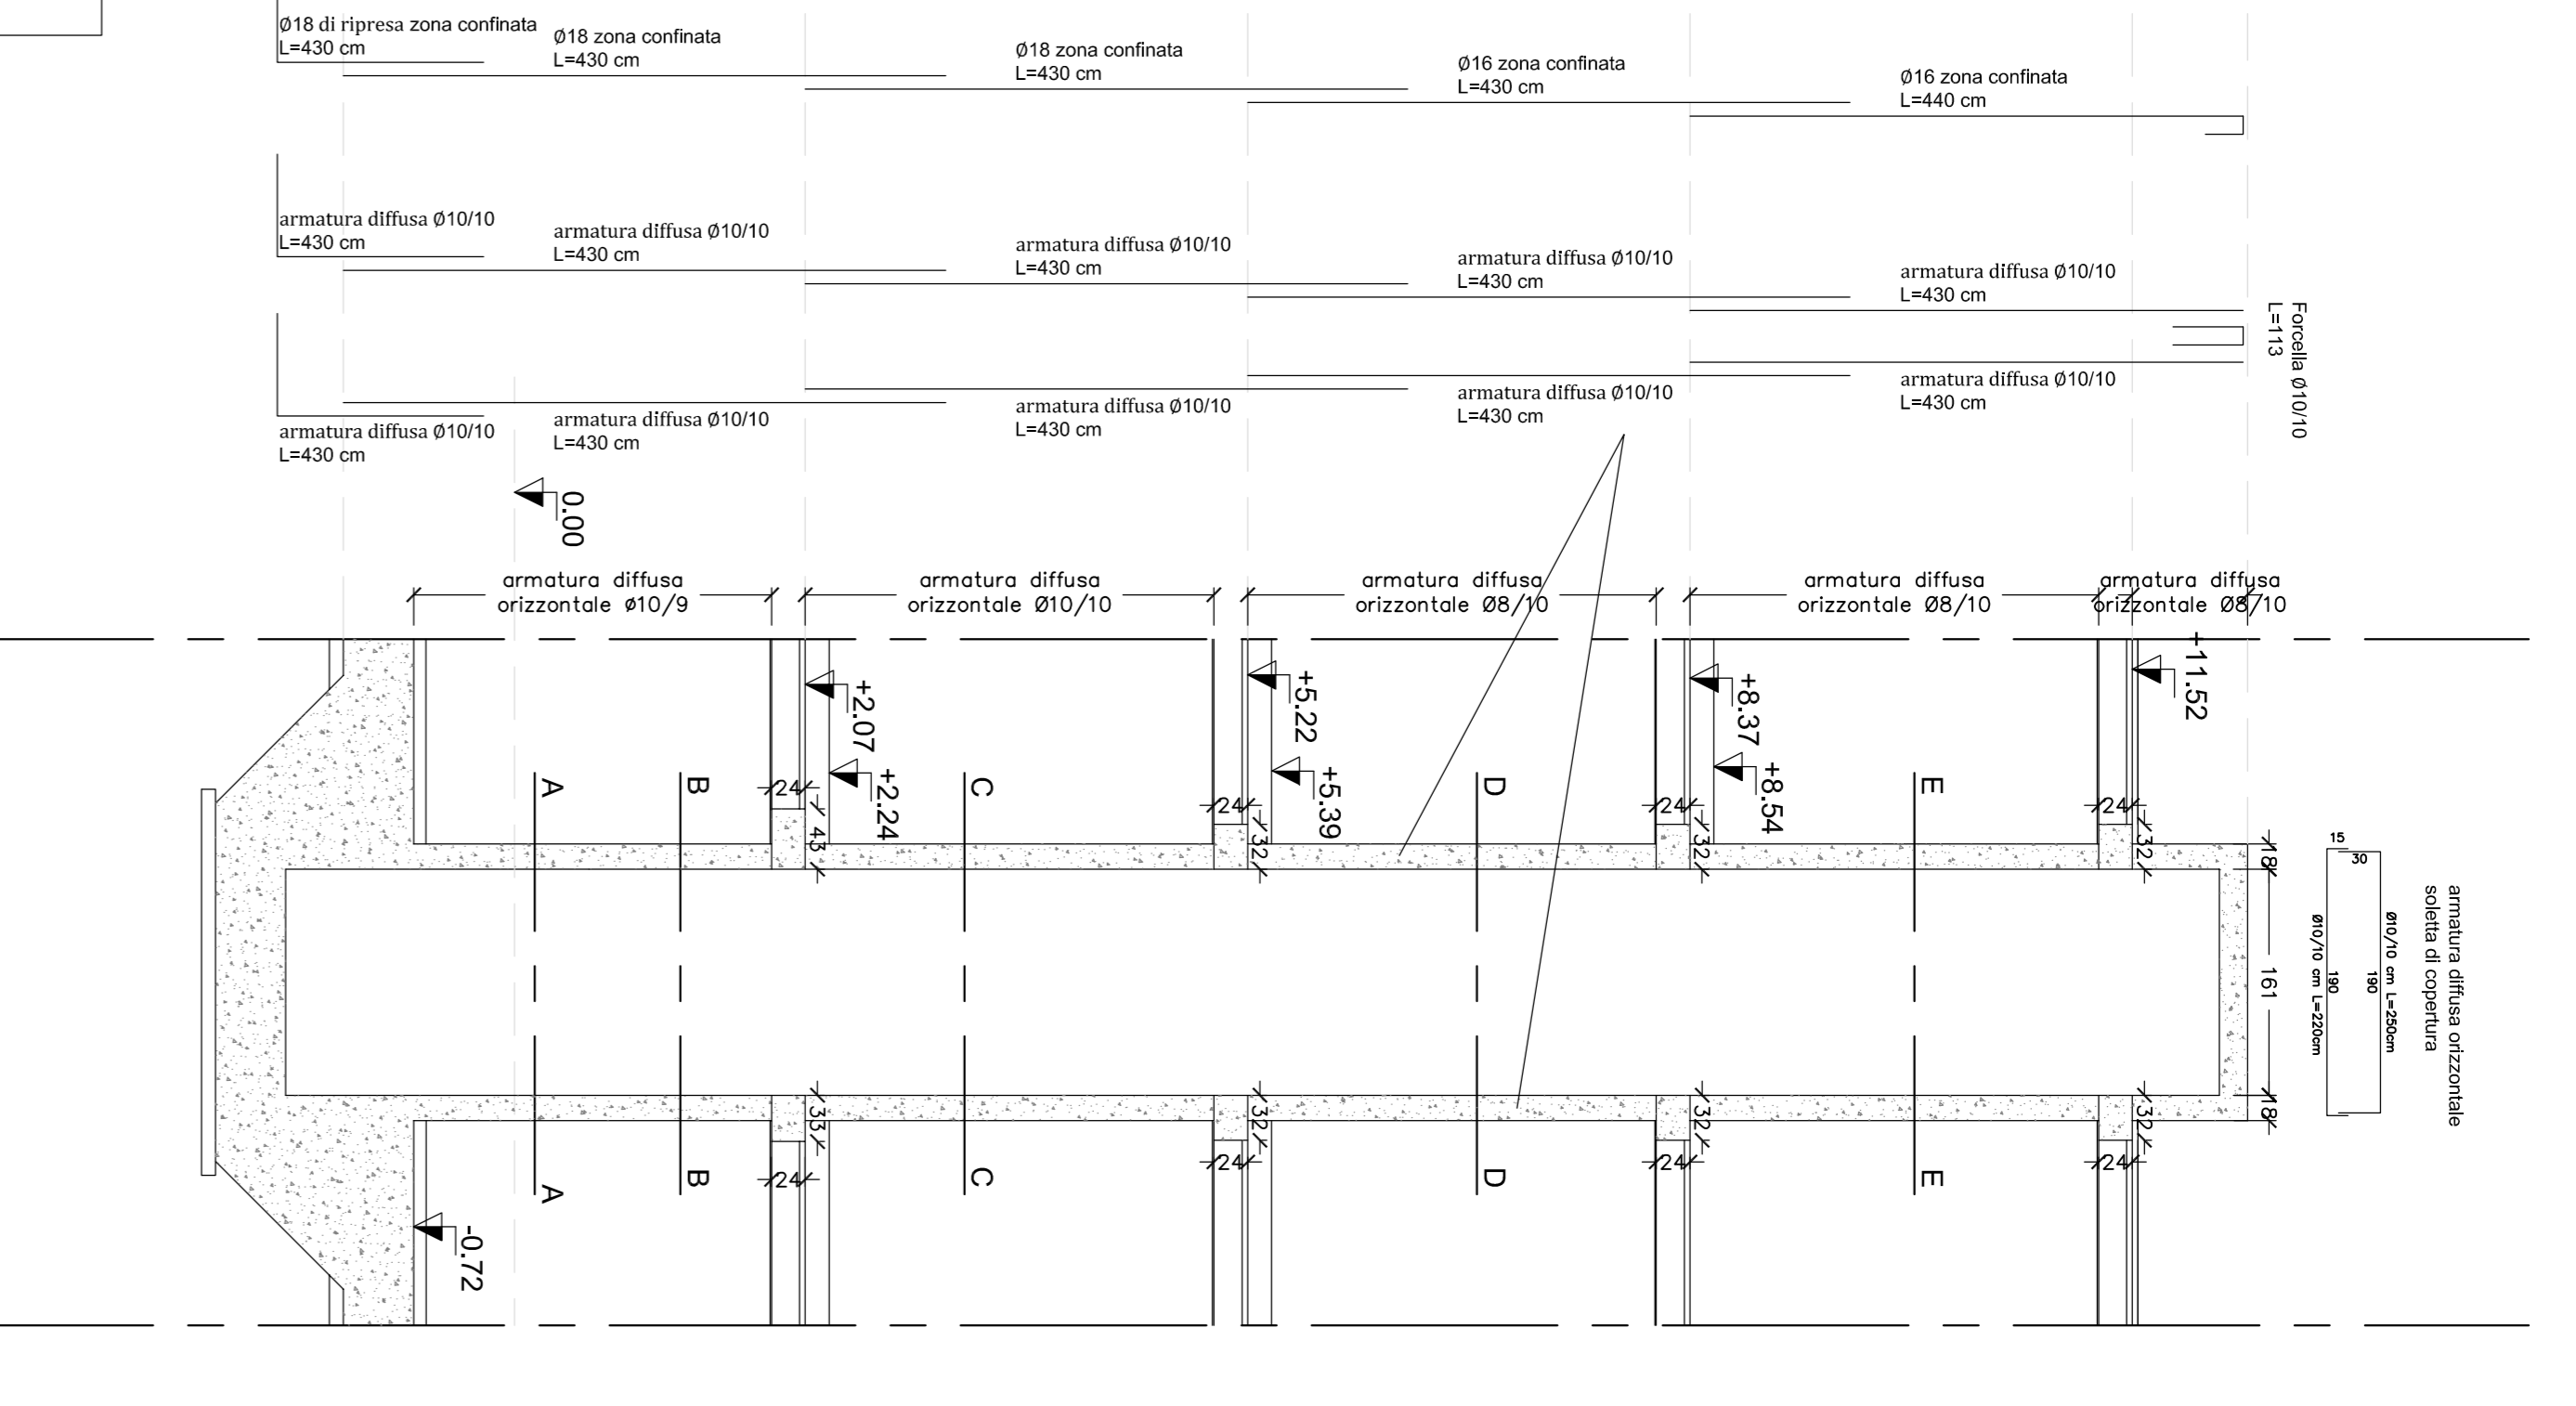 Ø18 di ripresa zona confinata
L=430 cm
Ø18 zona confinata
L=430 cm
Ø18 zona confinata
L=430 cm
Ø16 zona confinata
L=430 cm
Ø16 zona confinata
L=440 cm
armatura diffusa Ø10/10
L=430 cm
armatura diffusa Ø10/10
L=430 cm
armatura diffusa Ø10/10
L=430 cm
armatura diffusa Ø10/10
L=430 cm
armatura diffusa Ø10/10
L=430 cm
Forcella Ø10/10
L=113
armatura diffusa Ø10/10
L=430 cm
armatura diffusa Ø10/10
L=430 cm
armatura diffusa Ø10/10
L=430 cm
armatura diffusa Ø10/10
L=430 cm
armatura diffusa Ø10/10
L=430 cm
0.00
armatura diffusa
orizzontale ø10/9
armatura diffusa
orizzontale Ø10/10
armatura diffusa
orizzontale Ø8/10
armatura diffusa
orizzontale Ø8/10
armatura diffusa
orizzontale Ø8/10
+2.07
+2.24
+5.22
+5.39
+8.37
+8.54
+11.52
A
B
C
D
E
24
43
24
32
24
32
24
32
18
161
18
15
30
190
190
Ø10/10 cm L=250cm
Ø10/10 cm L=220cm
armatura diffusa orizzontale
soletta di copertura
33
24
32
24
32
24
32
24
A
B
C
D
E
-0.72